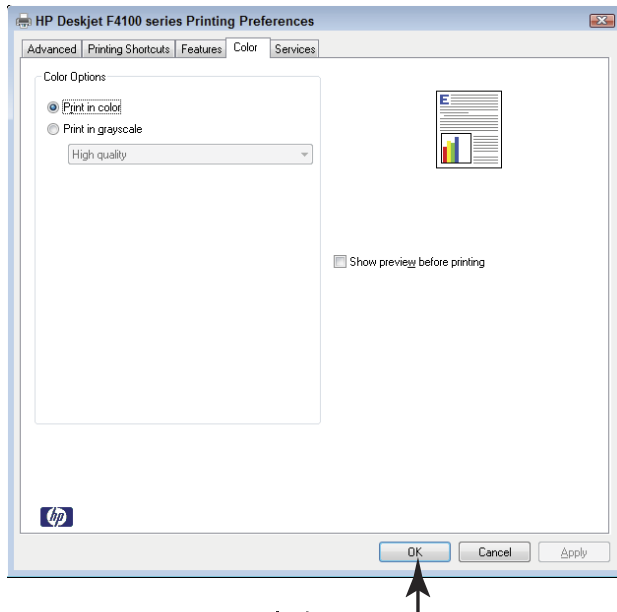 HP Deskjet F4100 series Printing Preferences
Advanced Printing Shortcuts Features Color Services
Color Options
Print in color
Print in grayscale
High quality
E
Show preview before printing
hp
OK Cancel Apply